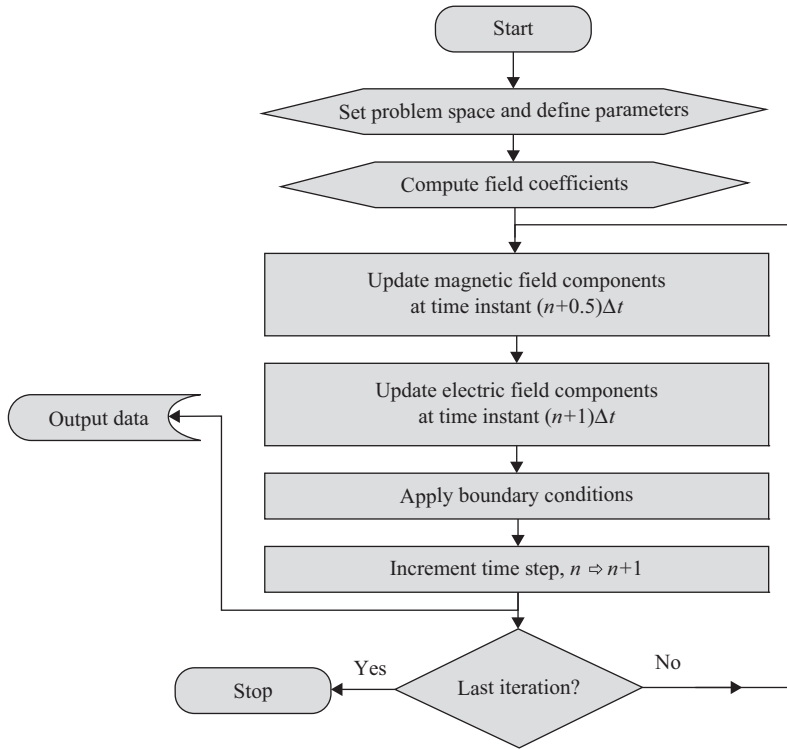 Start
Set problem space and define parameters
Compute field coefficients
Update magnetic field components
at time instant (n+0.5)Δt
Update electric field components
at time instant (n+1)Δt
Output data
Apply boundary conditions
Increment time step, n ⇨ n+1
Yes
No
Last iteration?
Stop